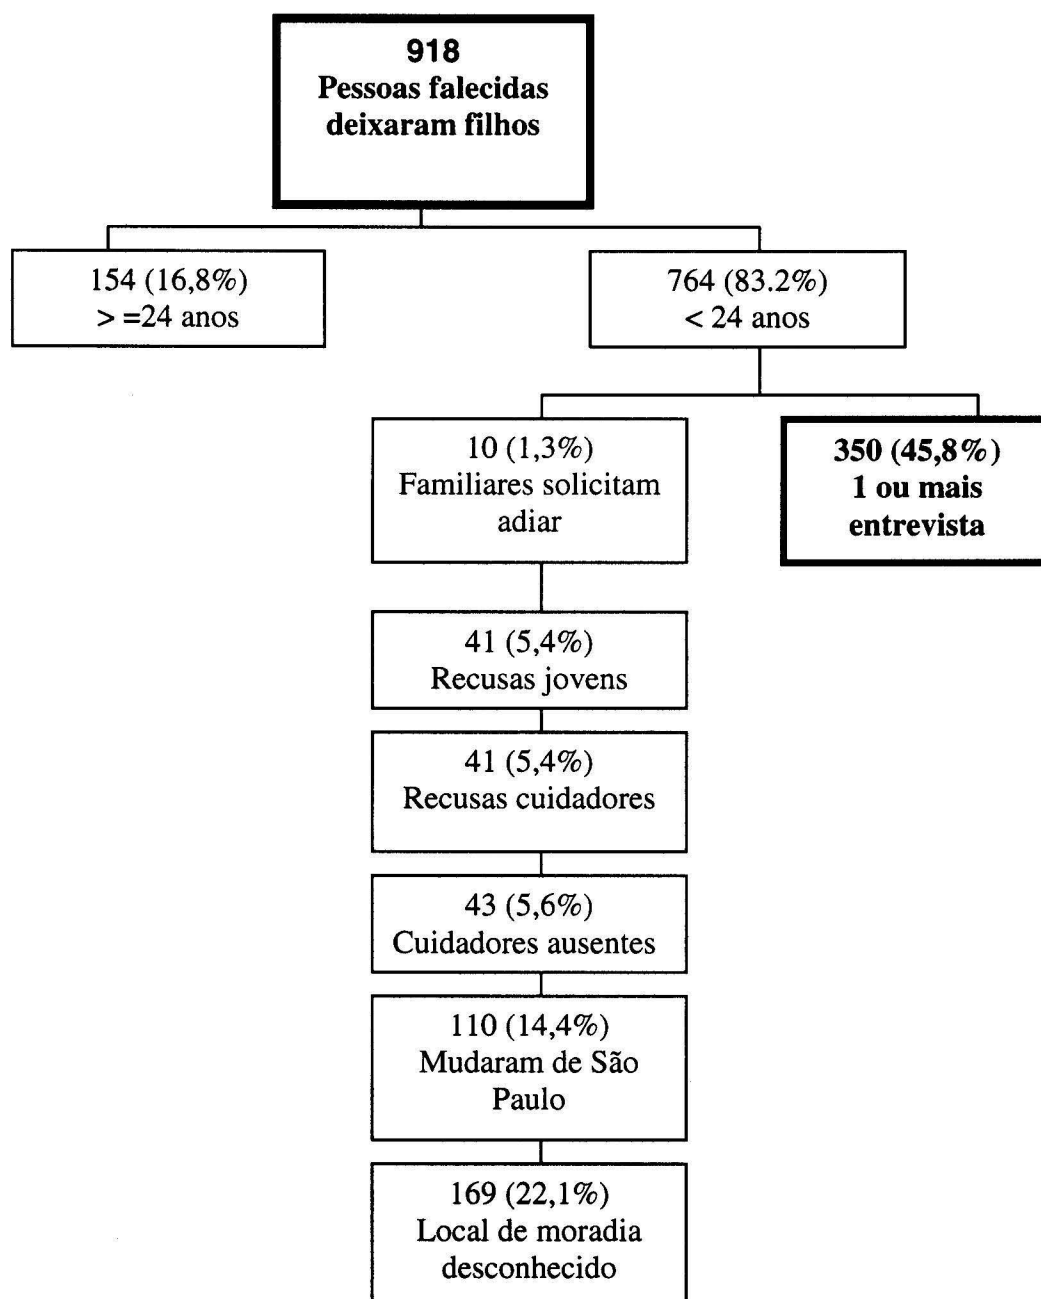 918
Pessoas falecidas
deixaram filhos
154 (16,8%)
> =24 anos
764 (83.2%)
< 24 anos
10 (1,3%)
Familiares solicitam
adiar
350 (45,8%)
1 ou mais
entrevista
41 (5,4%)
Recusas jovens
41 (5,4%)
Recusas cuidadores
43 (5,6%)
Cuidadores ausentes
110 (14,4%)
Mudaram de São
Paulo
169 (22,1%)
Local de moradia
desconhecido